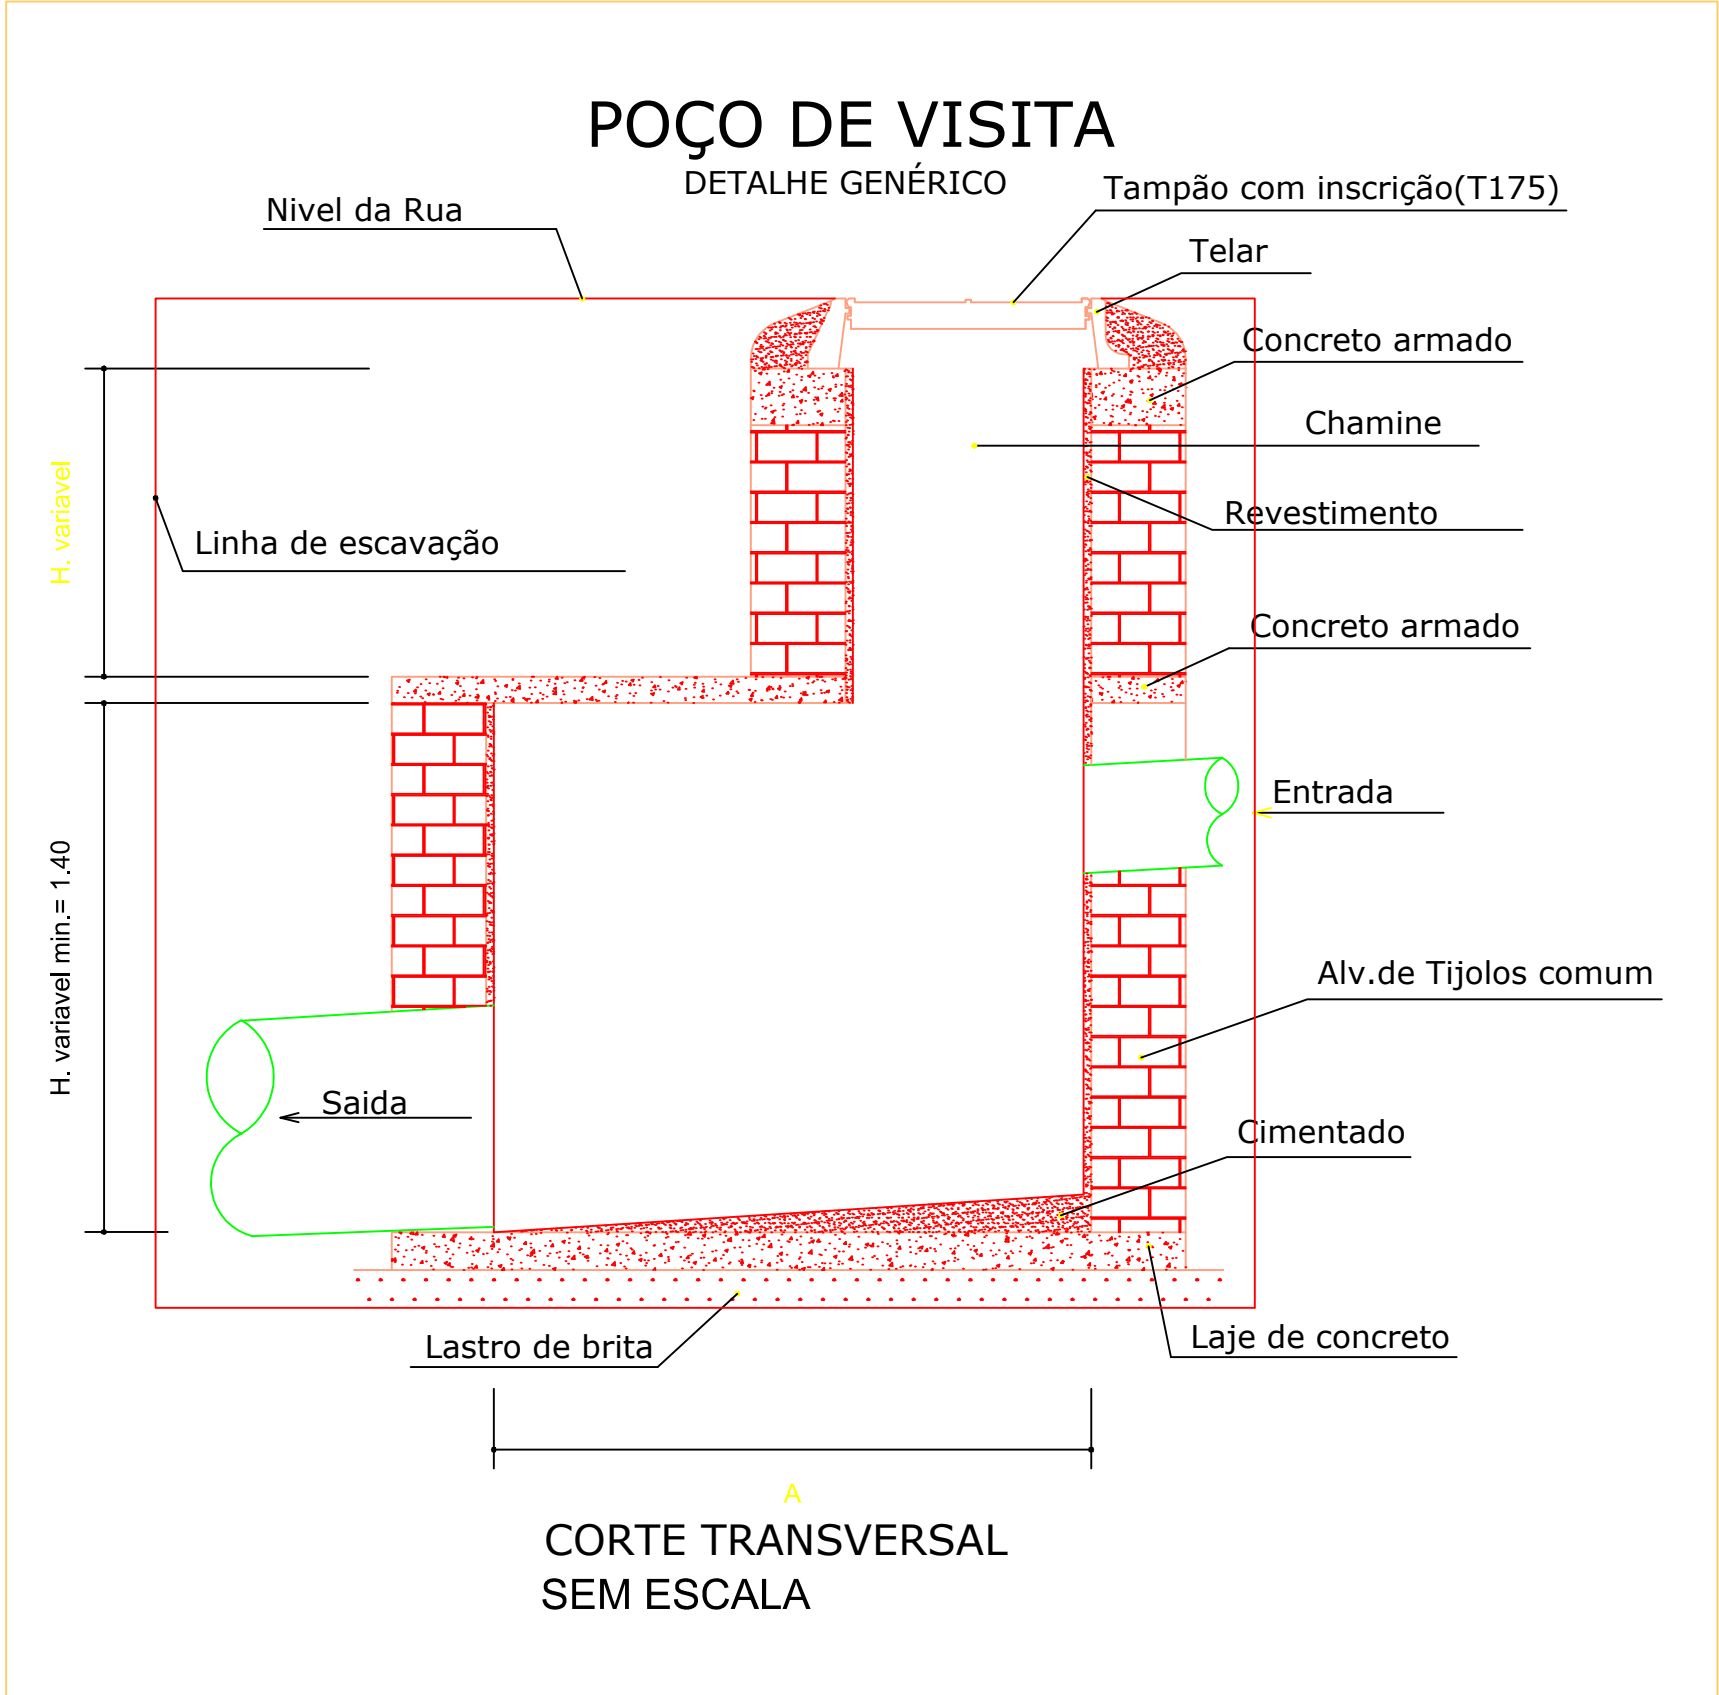 POÇO DE VISITA
DETALHE GENÉRICO
Tampão com inscrição(T175)
Nivel da Rua
Telar
Concreto armado
Chamine
H. variavel
Revestimento
Linha de escavação
Concreto armado
Entrada
H. variavel min.= 1.40
Alv.de Tijolos comum
Saida
Cimentado
Lastro de brita
Laje de concreto
A
CORTE TRANSVERSAL
SEM ESCALA